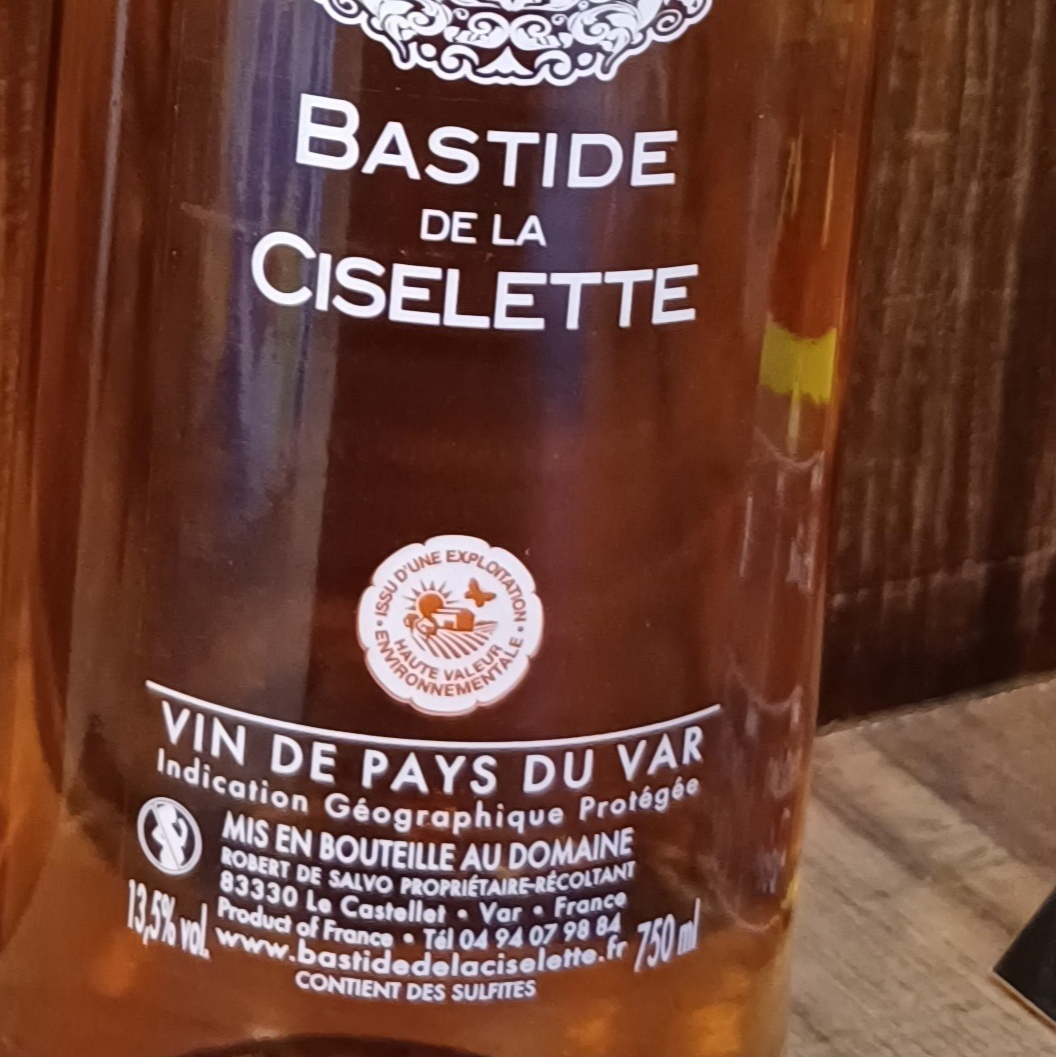 BASTIDE
DE LA
CISELETTE
• ISSU D'UNE EXPLOITATION •
HAUTE VALEUR
ENVIRONNEMENTALE
VIN DE PAYS DU VAR
Indication Géographique Protégée
MIS EN BOUTEILLE AU DOMAINE
ROBERT DE SALVO PROPRIÉTAIRE-RÉCOLTANT
83330 Le Castellet • Var • France
Product of France • Tél 04 94 07 98 84
13,5% vol. www.bastidedelaciselette.fr 750 ml
CONTIENT DES SULFITES